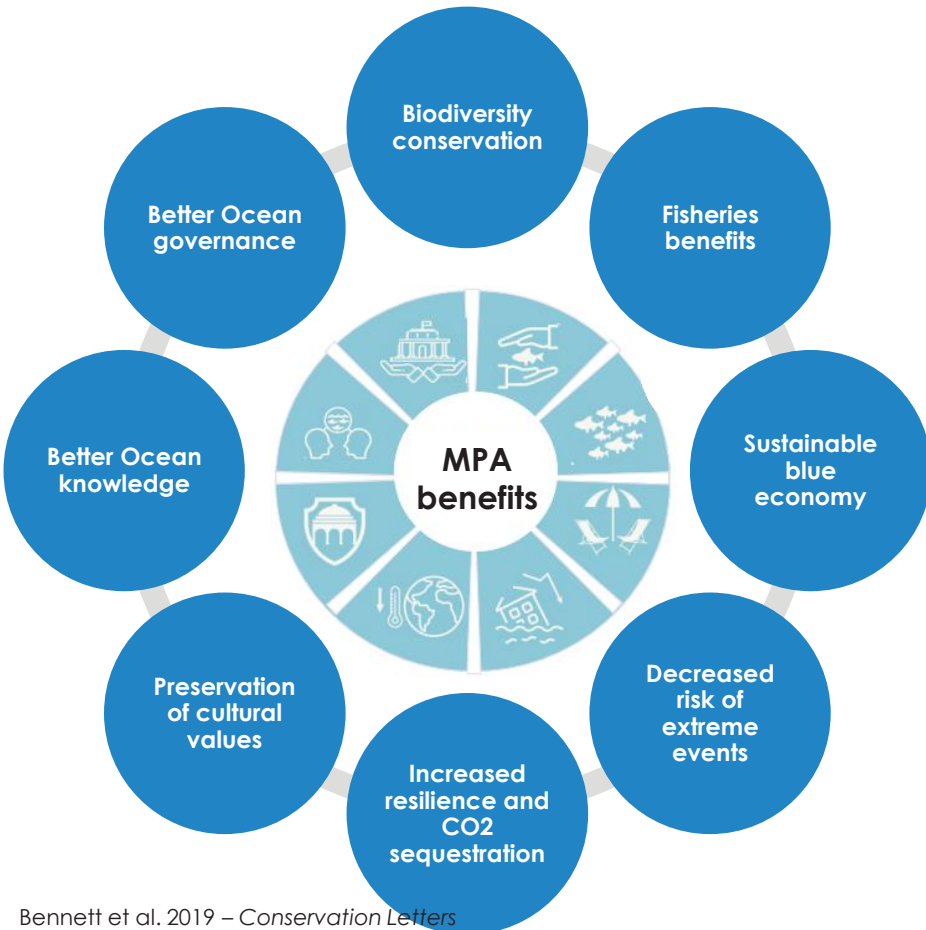 Biodiversity
conservation
Fisheries
benefits
Sustainable
blue
economy
Decreased
risk of
extreme
events
Increased
resilience and
CO2
sequestration
Preservation
of cultural
values
Better Ocean
knowledge
Better Ocean
governance
MPA
benefits
Bennett et al. 2019 – Conservation Letters